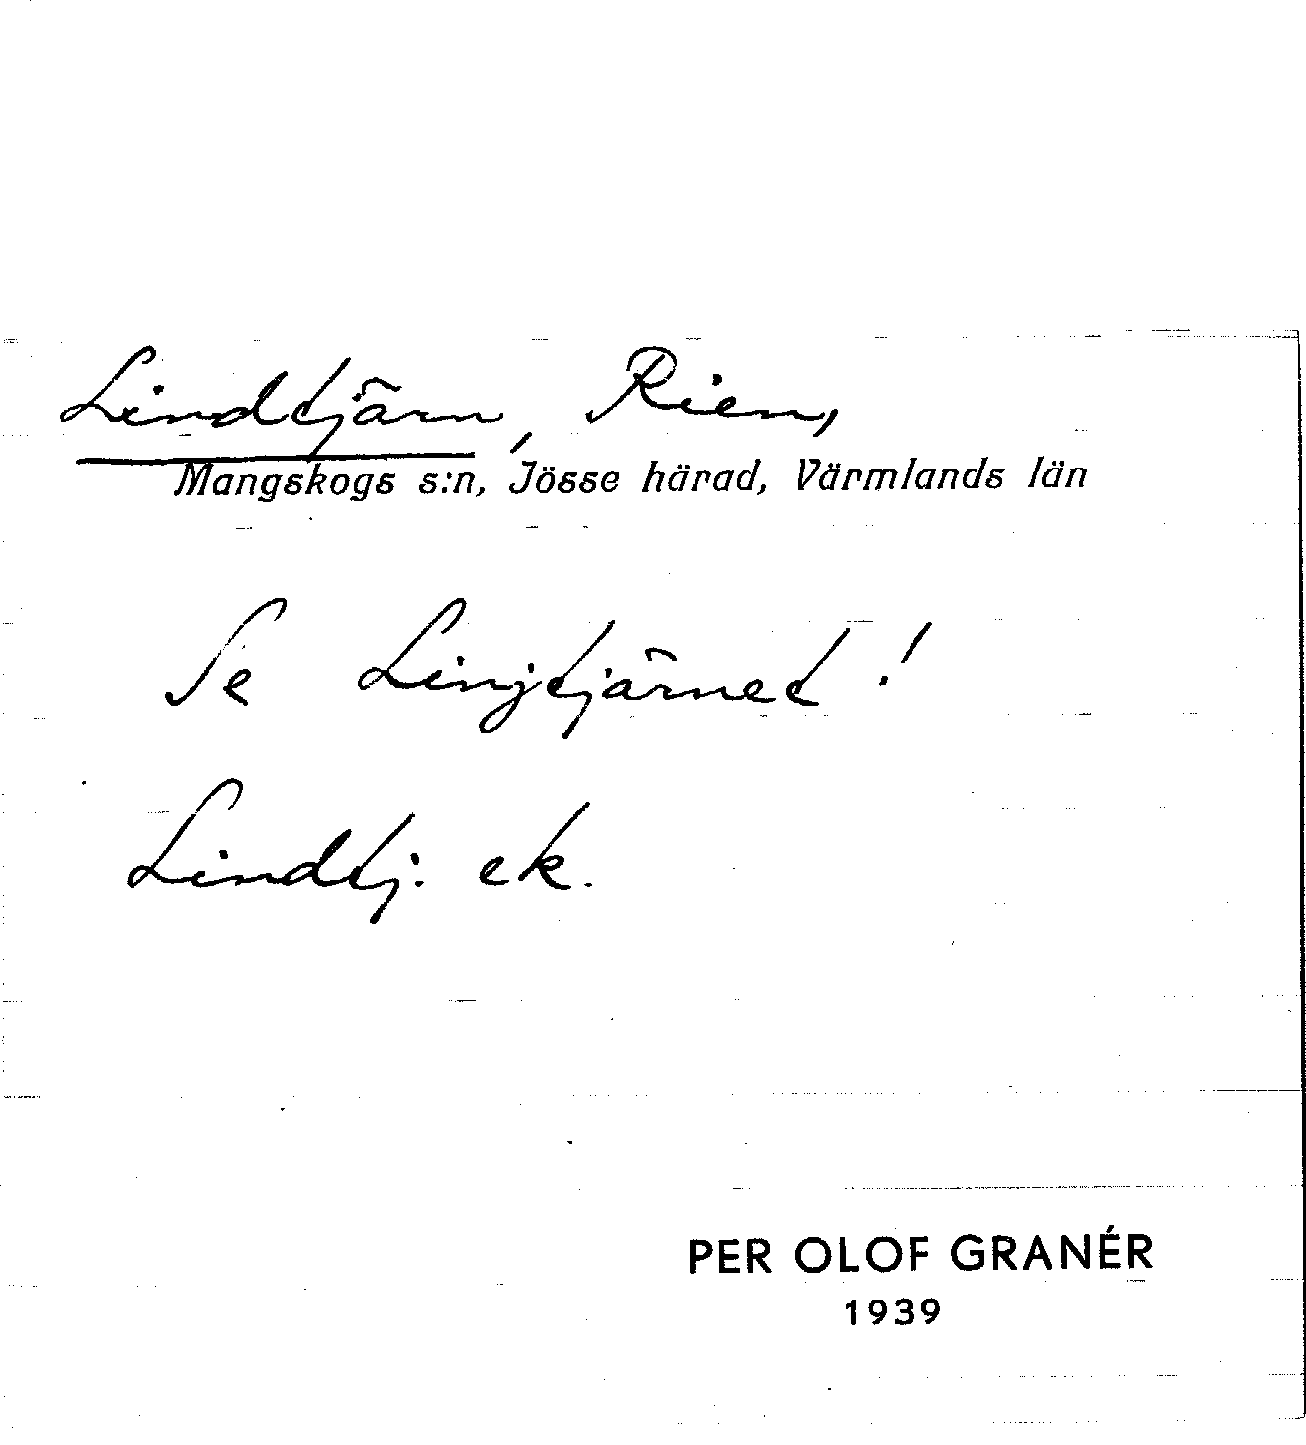 Lindtjärn, Rien,
Mangskogs s:n, Jösse härad, Värmlands län
Se Lingtjärnet!
Lindtj. ek.
PER OLOF GRANÉR
1939